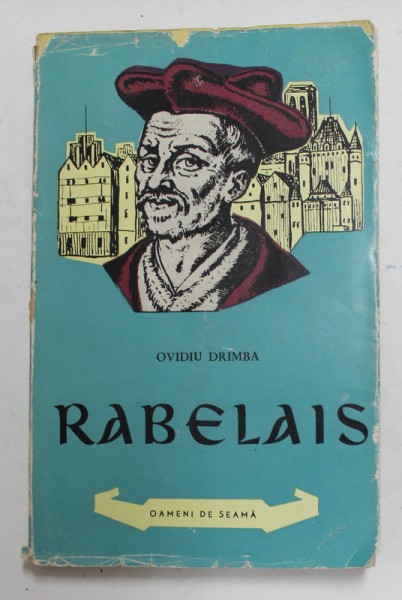 OVIDIU DRIMBA
RABELAIS
OAMENI DE SEAMĂ